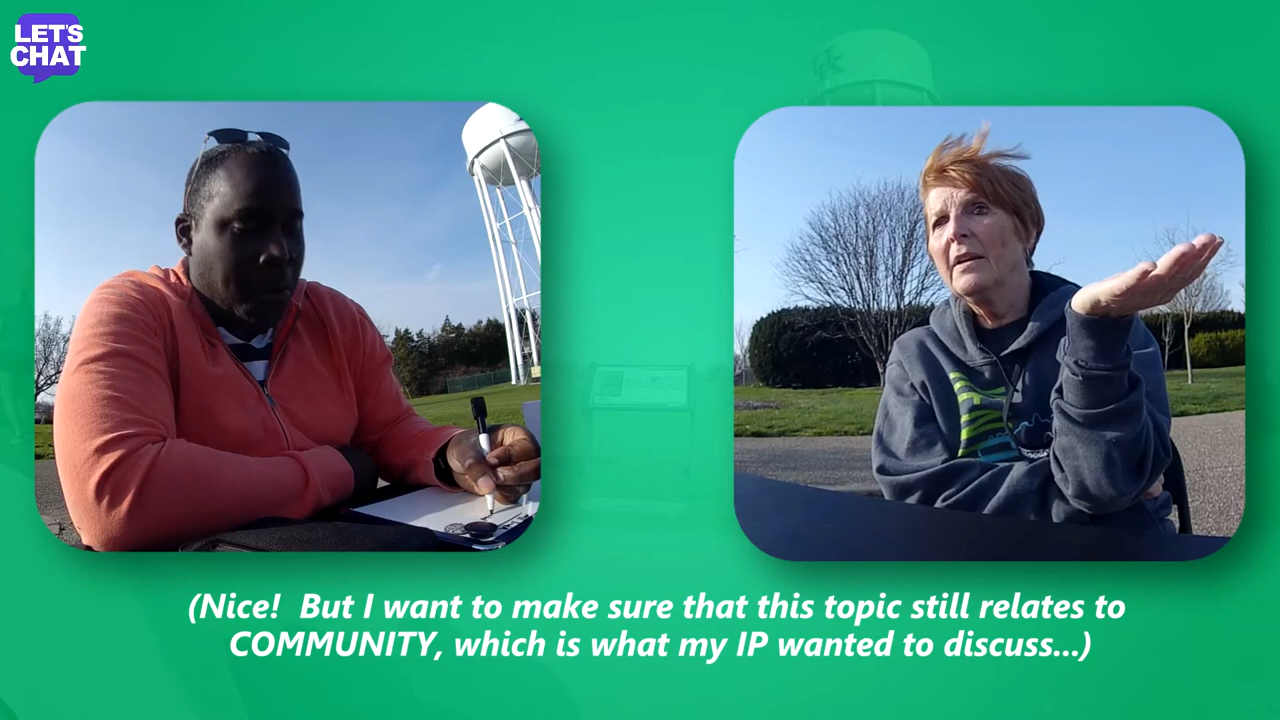 LET'S
CHAT
(Nice! But I want to make sure that this topic still relates to
COMMUNITY, which is what my IP wanted to discuss...)